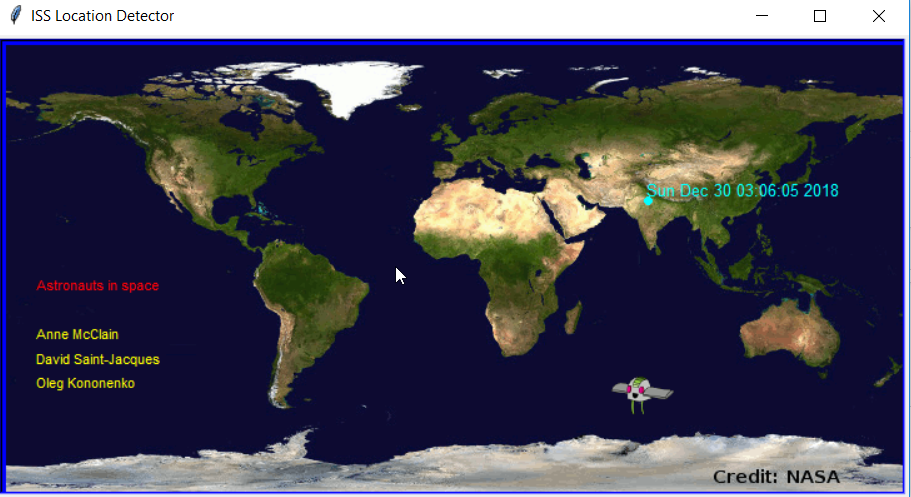 ISS Location Detector
Sun Dec 30 03:06:05 2018
Astronauts in space
Anne McClain
David Saint-Jacques
Oleg Kononenko
Credit: NASA